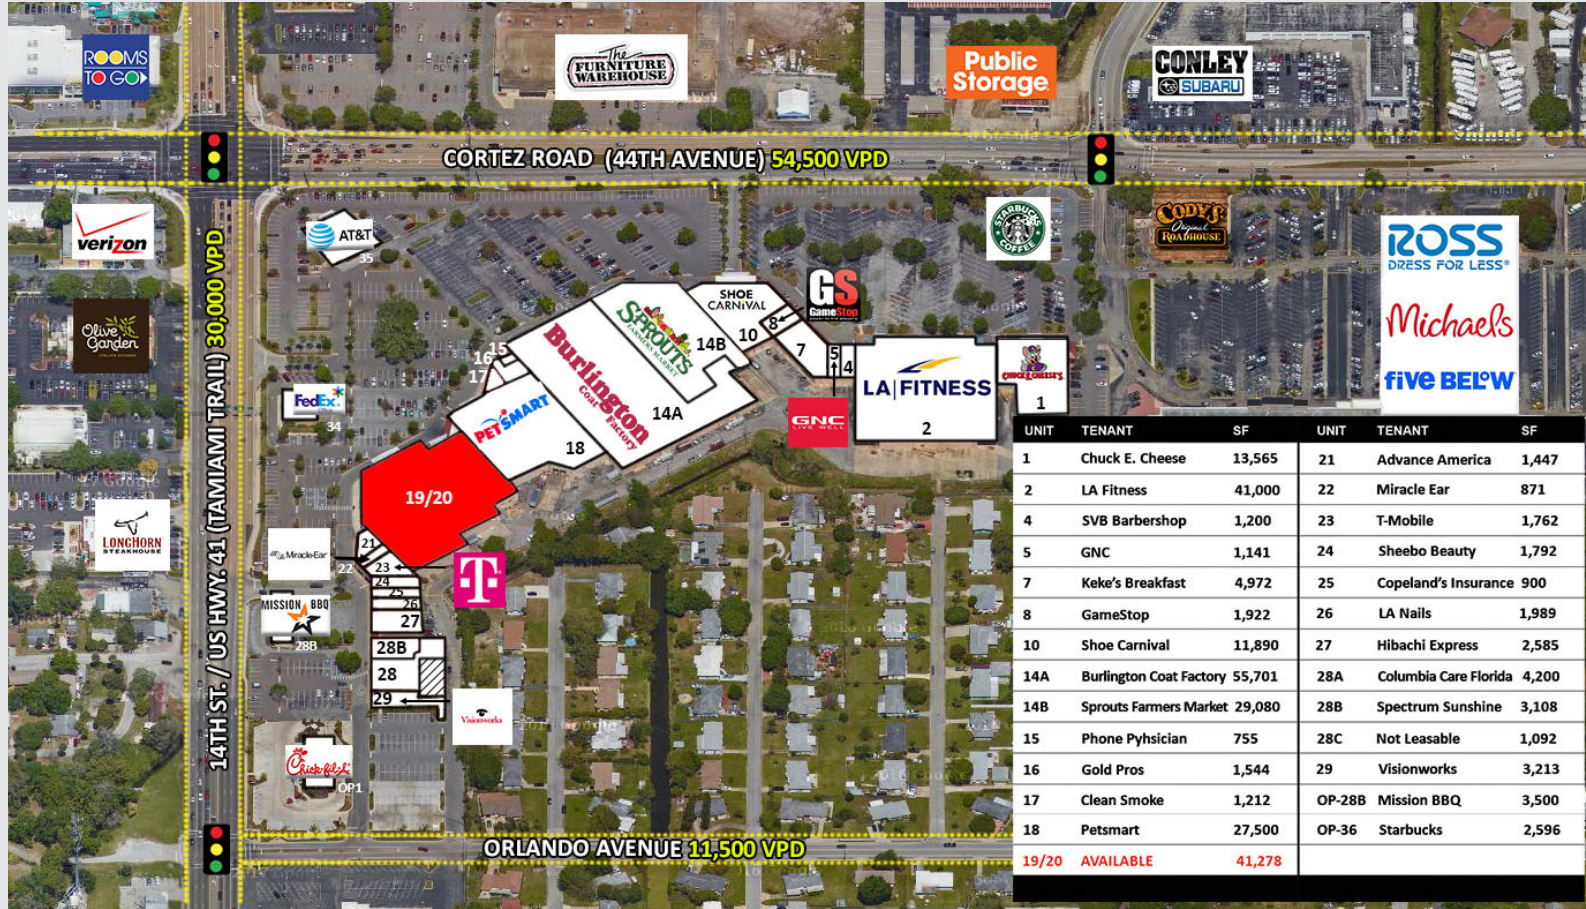 ROOMS
TO GO
The
FURNITURE
WAREHOUSE
Public
Storage
CONLEY
SUBARU
CORTEZ ROAD (44TH AVENUE) 54,500 VPD
verizon
AT&T
35
STARBUCKS
COFFEE
CODY'S
Original
ROADHOUSE
ROSS
DRESS FOR LESS®
Michaels
five BELOW
Olive
Garden
14TH ST. / US HWY. 41 (TAMIAMI TRAIL) 30,000 VPD
SHOE
CARNIVAL
10
GS
GameStop
8
7
5
4
SPROUTS
FARMERS MARKET
14B
Burlington
Coat Factory
14A
15
16
17
PETSMART
18
LA|FITNESS
2
CHUCK E. CHEESE'S
1
GNC
LIVE WELL
FedEx
34
19/20
LONGHORN
STEAKHOUSE
Miracle-Ear
21
22
23
24
25
26
27
T
MISSION BBQ
28B
28B
28
29
Visionworks
Chick-fil-A
OP1
ORLANDO AVENUE 11,500 VPD
UNIT TENANT SF UNIT TENANT SF
1 Chuck E. Cheese 13,565 21 Advance America 1,447
2 LA Fitness 41,000 22 Miracle Ear 871
4 SVB Barbershop 1,200 23 T-Mobile 1,762
5 GNC 1,141 24 Sheebo Beauty 1,792
7 Keke's Breakfast 4,972 25 Copeland's Insurance 900
8 GameStop 1,922 26 LA Nails 1,989
10 Shoe Carnival 11,890 27 Hibachi Express 2,585
14A Burlington Coat Factory 55,701 28A Columbia Care Florida 4,200
14B Sprouts Farmers Market 29,080 28B Spectrum Sunshine 3,108
15 Phone Pyhsician 755 28C Not Leasable 1,092
16 Gold Pros 1,544 29 Visionworks 3,213
17 Clean Smoke 1,212 OP-28B Mission BBQ 3,500
18 Petsmart 27,500 OP-36 Starbucks 2,596
19/20 AVAILABLE 41,278